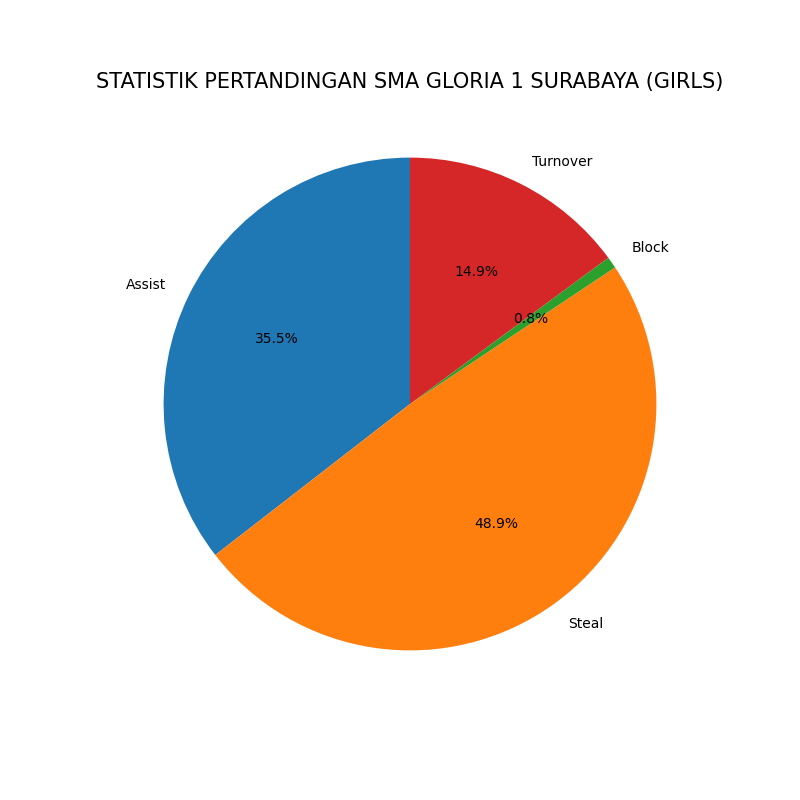 STATISTIK PERTANDINGAN SMA GLORIA 1 SURABAYA (GIRLS)
Turnover
Block
Assist
14.9%
0.8%
35.5%
48.9%
Steal